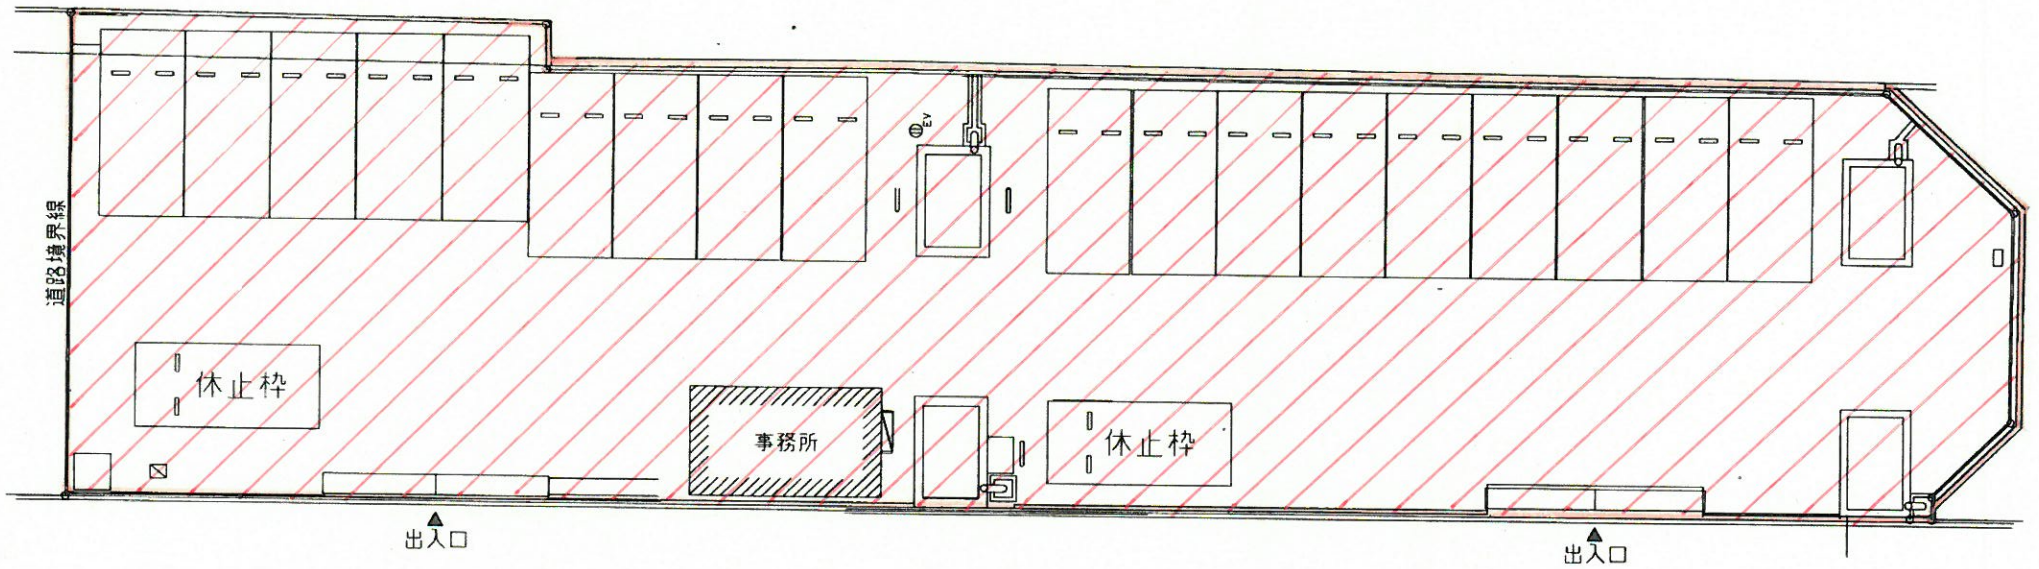 EV
道路境界線
休止枠
事務所
休止枠
出入口
出入口